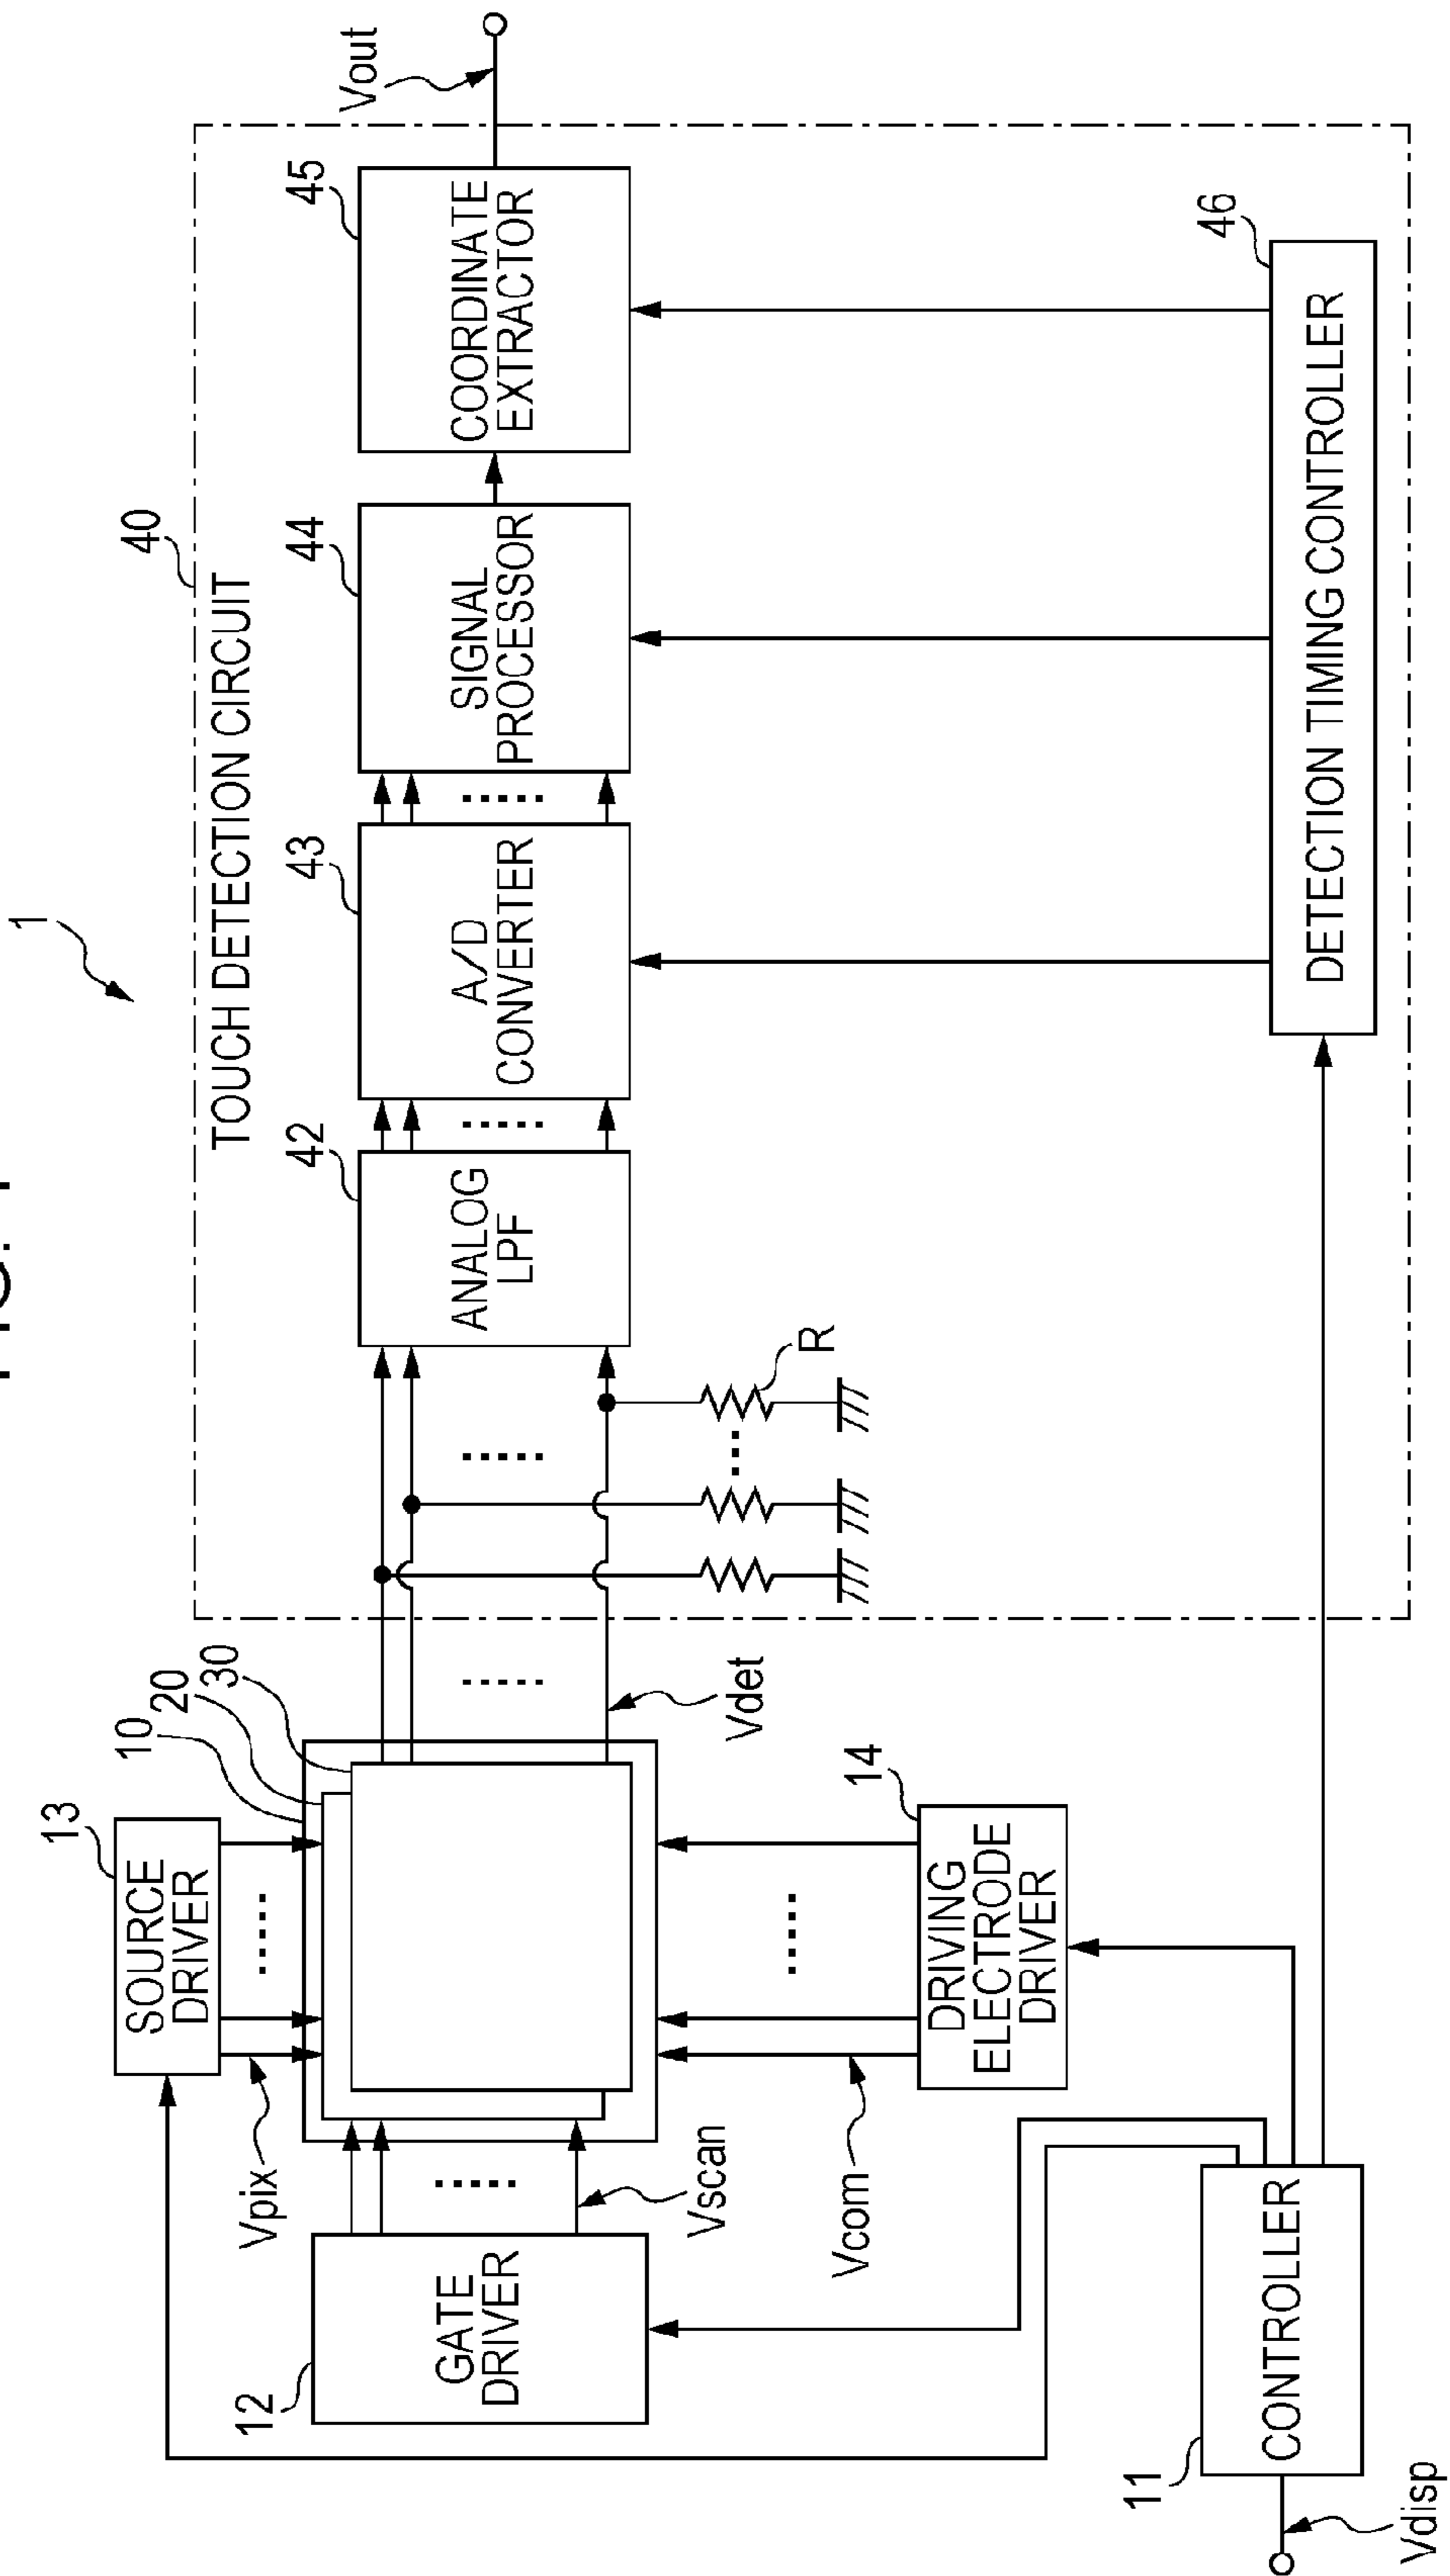 1
40
TOUCH DETECTION CIRCUIT
13
SOURCE
DRIVER
10
20
30
42
43
44
45
Vout
Vpix
12
GATE
DRIVER
ANALOG
LPF
A/D
CONVERTER
SIGNAL
PROCESSOR
COORDINATE
EXTRACTOR
Vscan
Vdet
R
Vcom
14
DRIVING
ELECTRODE
DRIVER
11
CONTROLLER
Vdisp
46
DETECTION TIMING CONTROLLER